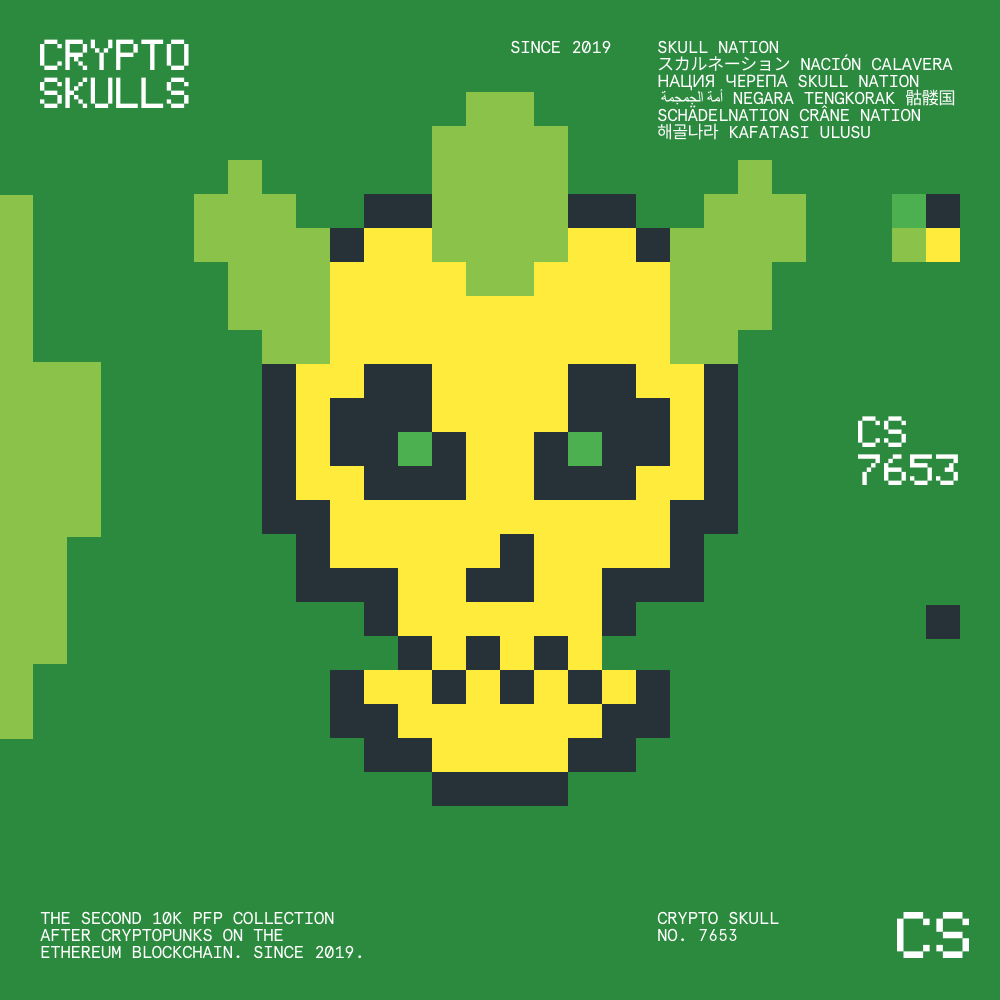 CRYPTO
SKULLS
SINCE 2019
SKULL NATION
スカルネーション NACIÓN CALAVERA
НАЦИЯ ЧЕРЕПА SKULL NATION
أمة الجمجمة NEGARA TENGKORAK 骷髅国
SCHÄDELNATION CRÂNE NATION
해골나라 KAFATASI ULUSU
CS
7653
THE SECOND 10K PFP COLLECTION
AFTER CRYPTOPUNKS ON THE
ETHEREUM BLOCKCHAIN. SINCE 2019.
CRYPTO SKULL
NO. 7653
CS